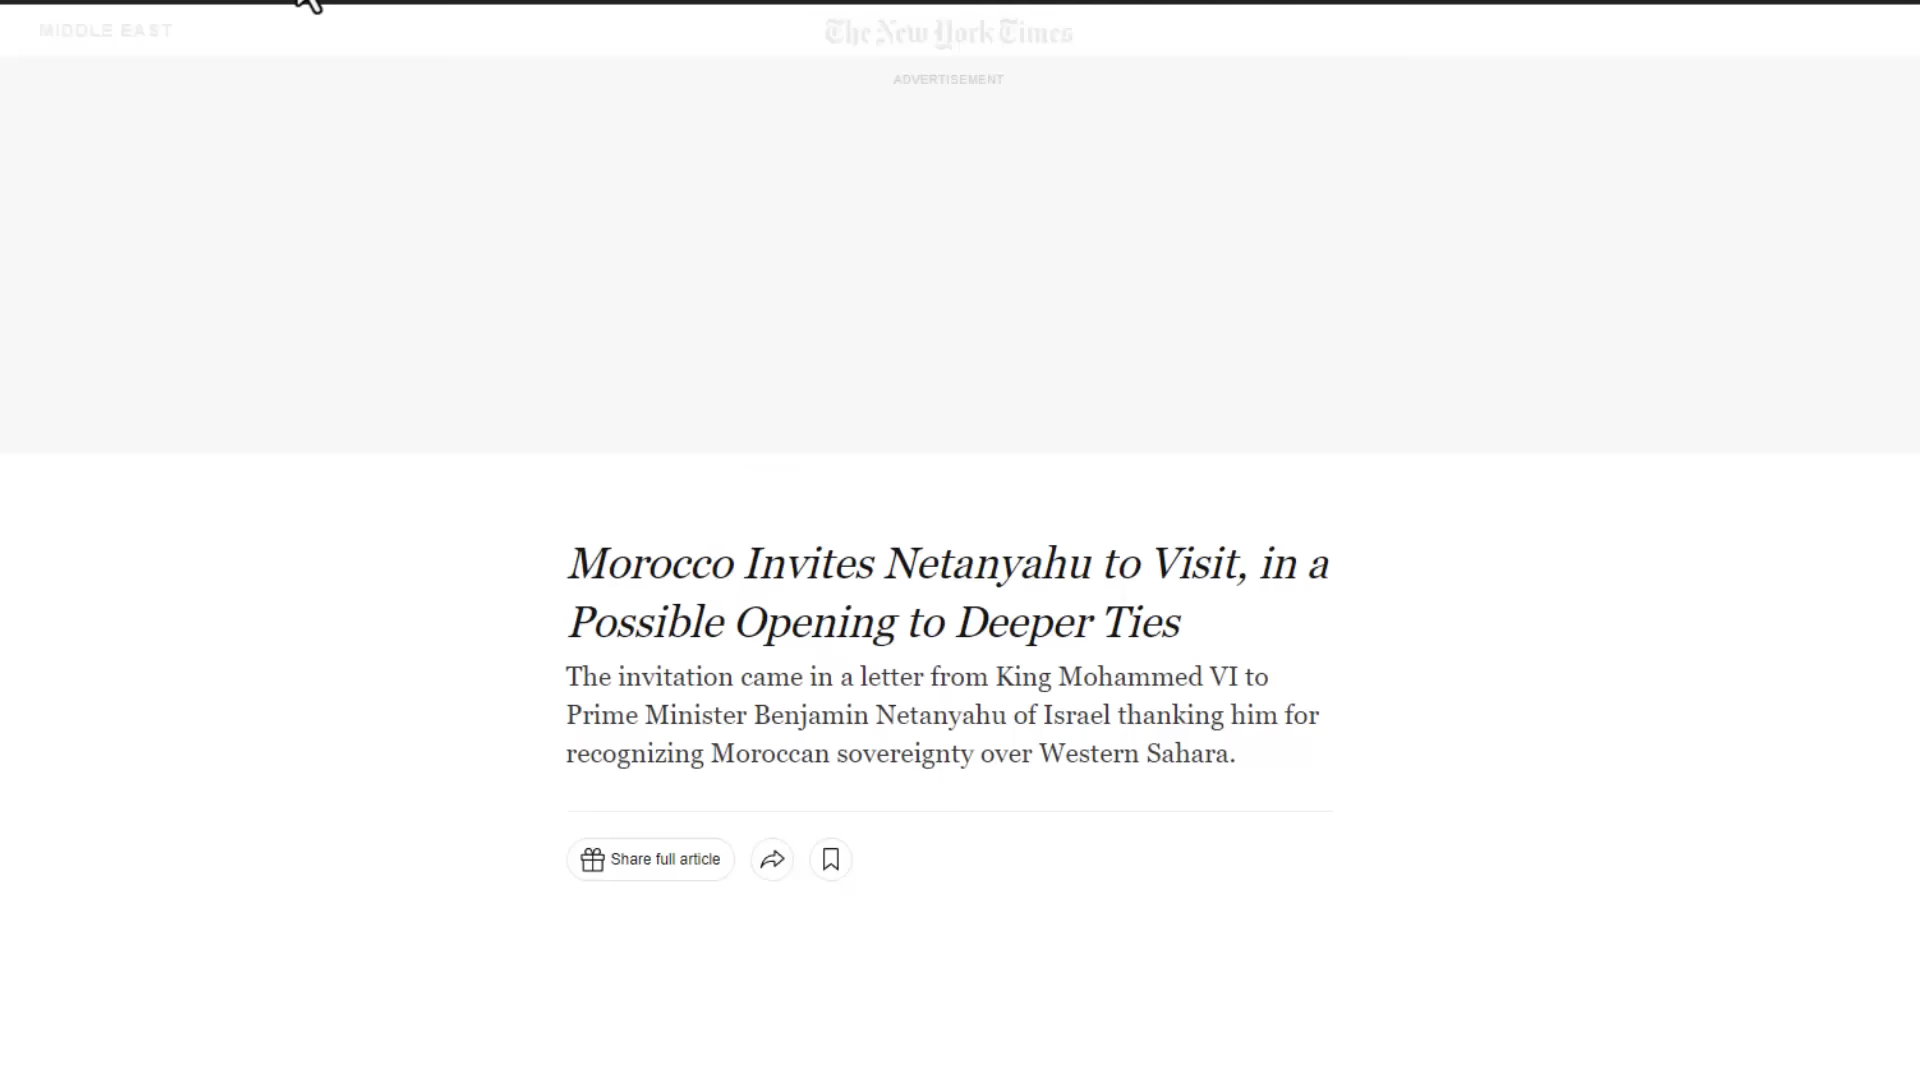 MIDDLE EAST
The New York Times
ADVERTISEMENT
Morocco Invites Netanyahu to Visit, in a
Possible Opening to Deeper Ties
The invitation came in a letter from King Mohammed VI to
Prime Minister Benjamin Netanyahu of Israel thanking him for
recognizing Moroccan sovereignty over Western Sahara.
Share full article